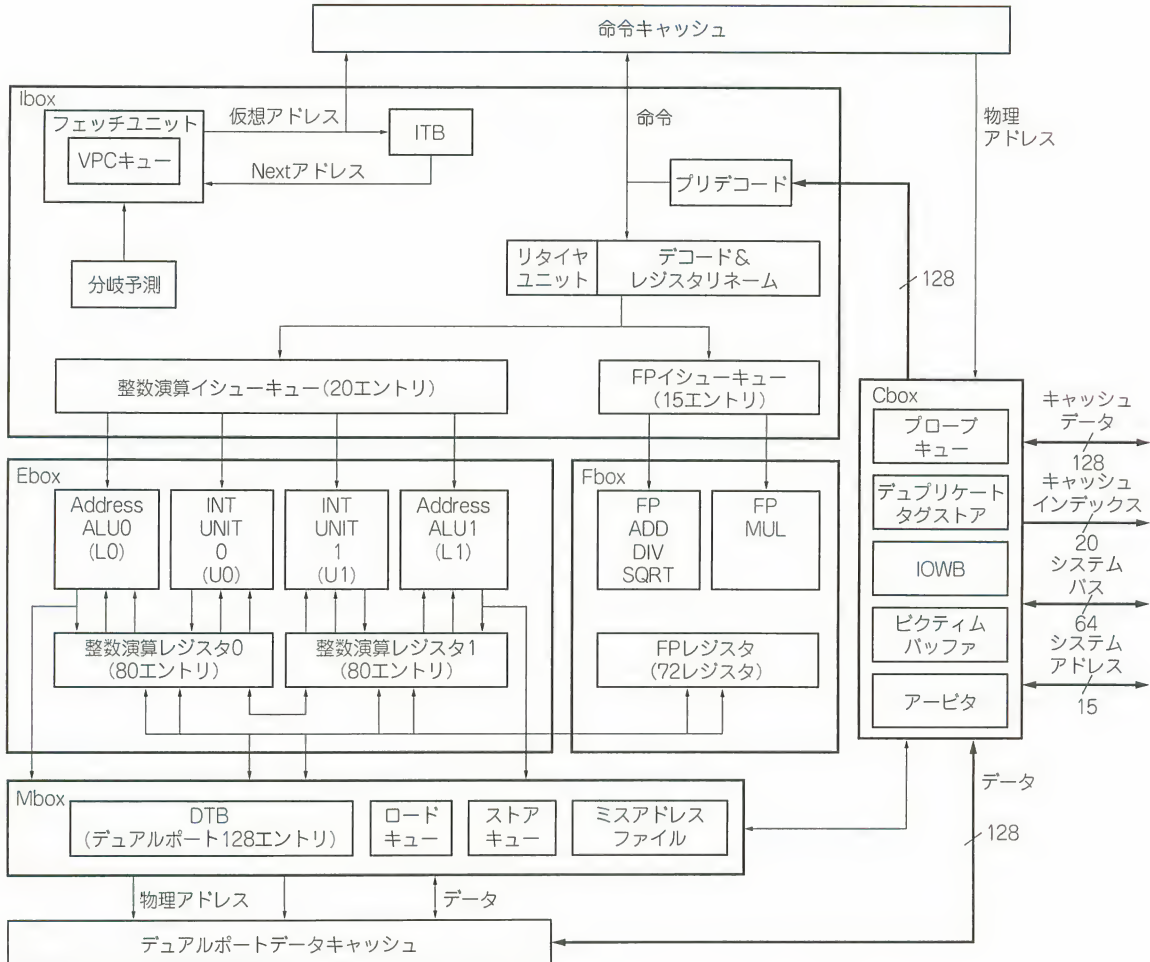 命令キャッシュ
Ibox
フェッチユニット
VPCキュー
仮想アドレス
ITB
Nextアドレス
分岐予測
命令
プリデコード
物理
アドレス
リタイヤ
ユニット
デコード&
レジスタリネーム
128
整数演算イシューキュー(20エントリ)
FPイシューキュー
(15エントリ)
Ebox
Address
ALU0
(L0)
INT
UNIT
0
(U0)
INT
UNIT
1
(U1)
Address
ALU1
(L1)
整数演算レジスタ0
(80エントリ)
整数演算レジスタ1
(80エントリ)
Fbox
FP
ADD
DIV
SQRT
FP
MUL
FPレジスタ
(72レジスタ)
Cbox
プローブ
キュー
デュプリケート
タグストア
IOWB
ビクティム
バッファ
アービタ
キャッシュ
データ
128
キャッシュ
インデックス
20
システム
バス
64
システム
アドレス
15
Mbox
DTB
(デュアルポート128エントリ)
ロード
キュー
ストア
キュー
ミスアドレス
ファイル
データ
128
物理アドレス
データ
デュアルポートデータキャッシュ